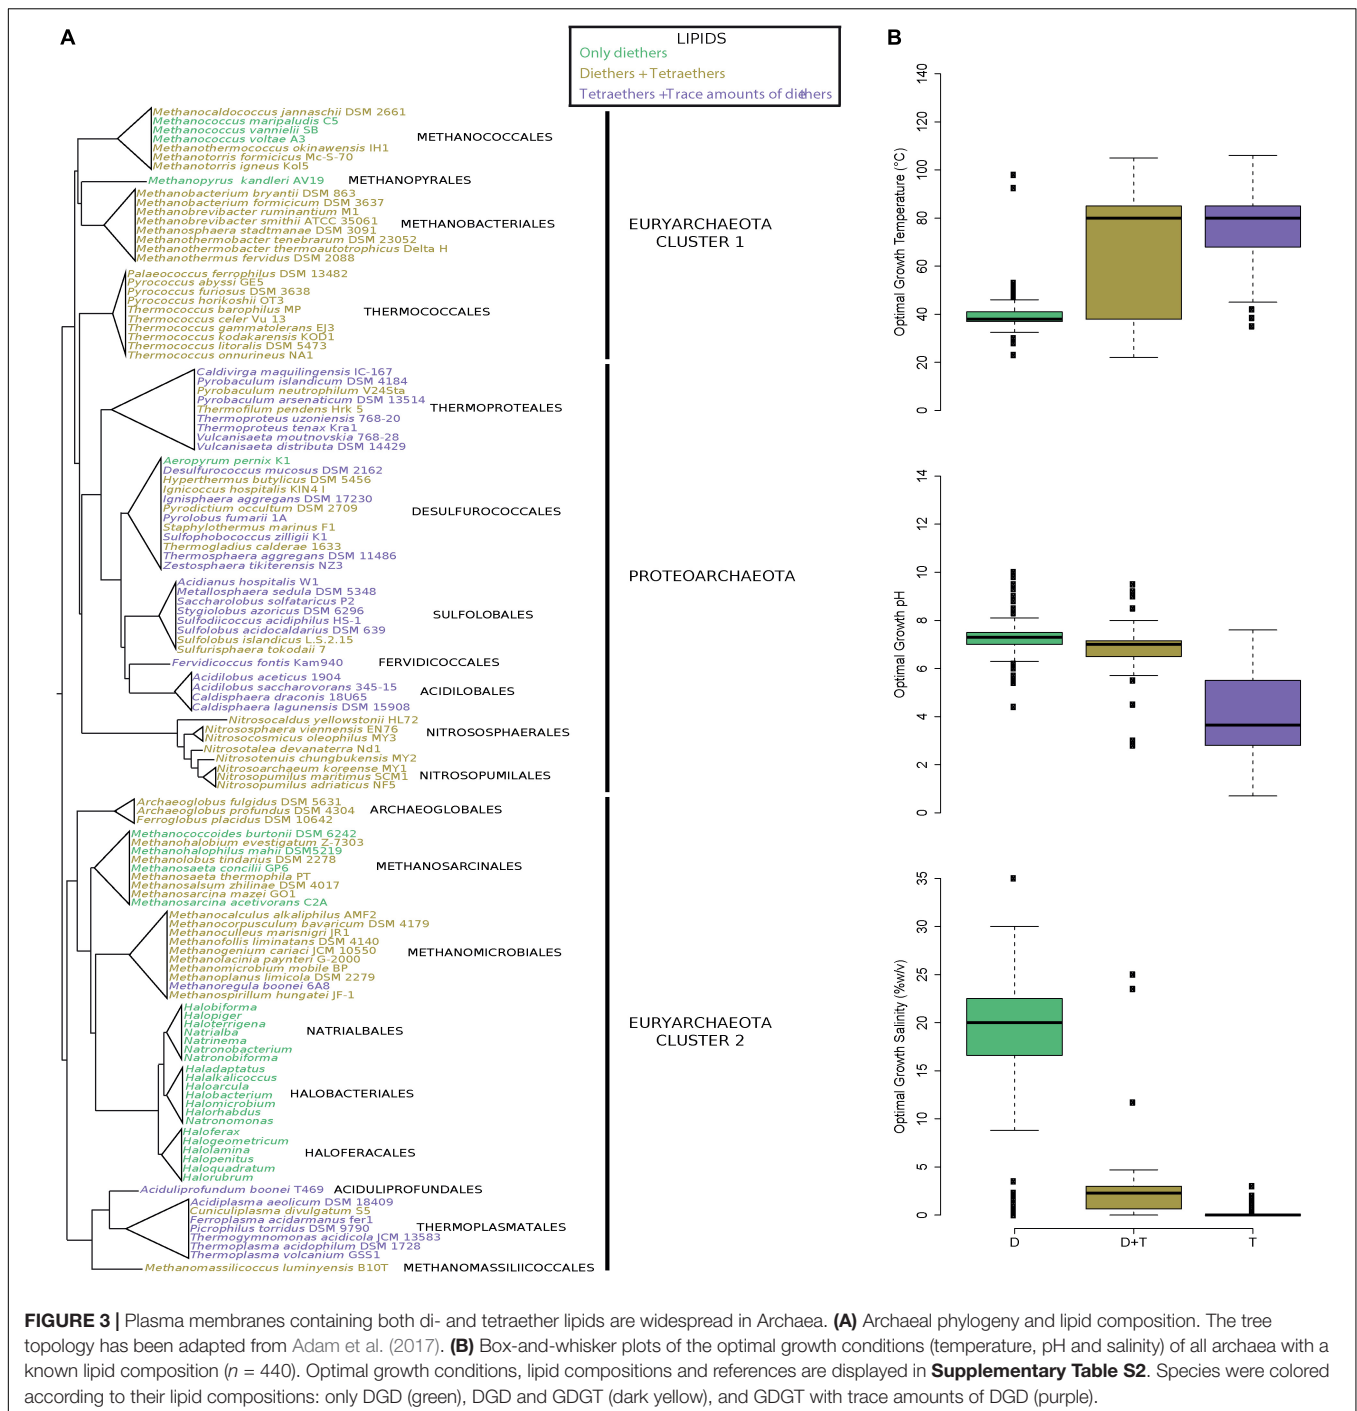 A
LIPIDS
Only diethers
Diethers + Tetraethers
Tetraethers +Trace amounts of diethers
Methanocaldococcus jannaschii DSM 2661
Methanococcus maripaludis C5
Methanococcus vannielii SB
Methanococcus voltae A3
Methanothermococcus okinawensis IH1
Methanotorris formicicus Mc-S-70
Methanotorris igneus Kol5
METHANOCOCCALES
Methanopyrus kandleri AV19
METHANOPYRALES
Methanobacterium bryantii DSM 863
Methanobacterium formicicum DSM 3637
Methanobrevibacter ruminantium M1
Methanobrevibacter smithii ATCC 35061
Methanosphaera stadtmanae DSM 3091
Methanothermobacter tenebrarum DSM 23052
Methanothermobacter thermoautotrophicus Delta H
Methanothermus fervidus DSM 2088
METHANOBACTERIALES
Palaeococcus ferrophilus DSM 13482
Pyrococcus abyssi GE5
Pyrococcus furiosus DSM 3638
Pyrococcus horikoshii OT3
Thermococcus barophilus MP
Thermococcus celer Vu 13
Thermococcus gammatolerans EJ3
Thermococcus kodakarensis KOD1
Thermococcus litoralis DSM 5473
Thermococcus onnurineus NA1
THERMOCOCCALES
EURYARCHAEOTA
CLUSTER 1
Caldivirga maquilingensis IC-167
Pyrobaculum islandicum DSM 4184
Pyrobaculum neutrophilum V24Sta
Pyrobaculum arsenaticum DSM 13514
Thermofilum pendens Hrk 5
Thermoproteus uzoniensis 768-20
Thermoproteus tenax Kra1
Vulcanisaeta moutnovskia 768-28
Vulcanisaeta distributa DSM 14429
THERMOPROTEALES
Aeropyrum pernix K1
Desulfurococcus mucosus DSM 2162
Hyperthermus butylicus DSM 5456
Ignicoccus hospitalis KIN4 I
Ignisphaera aggregans DSM 17230
Pyrodictium occultum DSM 2709
Pyrolobus fumarii 1A
Staphylothermus marinus F1
Sulfophobococcus zilligii K1
Thermogladius calderae 1633
Thermosphaera aggregans DSM 11486
Zestosphaera tikiterensis NZ3
DESULFUROCOCCALES
Acidianus hospitalis W1
Metallosphaera sedula DSM 5348
Saccharolobus solfataricus P2
Stygiolobus azoricus DSM 6296
Sulfodiicoccus acidiphilus HS-1
Sulfolobus acidocaldarius DSM 639
Sulfolobus islandicus L.S.2.15
Sulfurisphaera tokodaii 7
SULFOLOBALES
Fervidicoccus fontis Kam940
FERVIDICOCCALES
Acidilobus aceticus 1904
Acidilobus saccharovorans 345-15
Caldisphaera draconis 18U65
Caldisphaera lagunensis DSM 15908
ACIDILOBALES
Nitrosocaldus yellowstonii HL72
Nitrososphaera viennensis EN76
Nitrosocosmicus oleophilus MY3
NITROSOSPHAERALES
Nitrosotalea devanaterra Nd1
Nitrosotenuis chungbukensis MY2
Nitrosoarchaeum koreense MY1
Nitrosopumilus maritimus SCM1
Nitrosopumilus adriaticus NF5
NITROSOPUMILALES
PROTEOARCHAEOTA
Archaeoglobus fulgidus DSM 5631
Archaeoglobus profundus DSM 4304
Ferroglobus placidus DSM 10642
ARCHAEOGLOBALES
Methanococcoides burtonii DSM 6242
Methanohalobium evestigatum Z-7303
Methanohalophilus mahii DSM5219
Methanolobus tindarius DSM 2278
Methanosaeta concilii GP6
Methanosaeta thermophila PT
Methanosalsum zhilinae DSM 4017
Methanosarcina mazei GO1
Methanosarcina acetivorans C2A
METHANOSARCINALES
Methanocalculus alkaliphilus AMF2
Methanocorpusculum bavaricum DSM 4179
Methanoculleus marisnigri JR1
Methanofollis liminatans DSM 4140
Methanogenium cariaci JCM 10550
Methanolacinia paynteri G-2000
Methanomicrobium mobile BP
Methanoplanus limicola DSM 2279
Methanoregula boonei 6A8
Methanospirillum hungatei JF-1
METHANOMICROBIALES
Halobiforma
Halopiger
Haloterrigena
Natrialba
Natrinema
Natronobacterium
Natronobiforma
NATRIALBALES
Haladaptatus
Halalkalicoccus
Haloarcula
Halobacterium
Halomicrobium
Halorhabdus
Natronomonas
HALOBACTERIALES
Haloferax
Halogeometricum
Halolamina
Halopenitus
Haloquadratum
Halorubrum
HALOFERACALES
Aciduliprofundum boonei T469
ACIDULIPROFUNDALES
Acidiplasma aeolicum DSM 18409
Cuniculiplasma divulgatum S5
Ferroplasma acidarmanus fer1
Picrophilus torridus DSM 9790
Thermogymnomonas acidicola JCM 13583
Thermoplasma acidophilum DSM 1728
Thermoplasma volcanium GSS1
THERMOPLASMATALES
Methanomassilicoccus luminyensis B10T
METHANOMASSILIICOCCALES
EURYARCHAEOTA
CLUSTER 2
B
Optimal Growth Temperature (°C)
140
120
100
80
60
40
20
0
Optimal Growth pH
14
12
10
8
6
4
2
0
Optimal Growth Salinity (%w/v)
35
30
25
20
15
10
5
0
D
D+T
T
FIGURE 3 | Plasma membranes containing both di- and tetraether lipids are widespread in Archaea. (A) Archaeal phylogeny and lipid composition. The tree
topology has been adapted from Adam et al. (2017). (B) Box-and-whisker plots of the optimal growth conditions (temperature, pH and salinity) of all archaea with a
known lipid composition (n = 440). Optimal growth conditions, lipid compositions and references are displayed in Supplementary Table S2. Species were colored
according to their lipid compositions: only DGD (green), DGD and GDGT (dark yellow), and GDGT with trace amounts of DGD (purple).